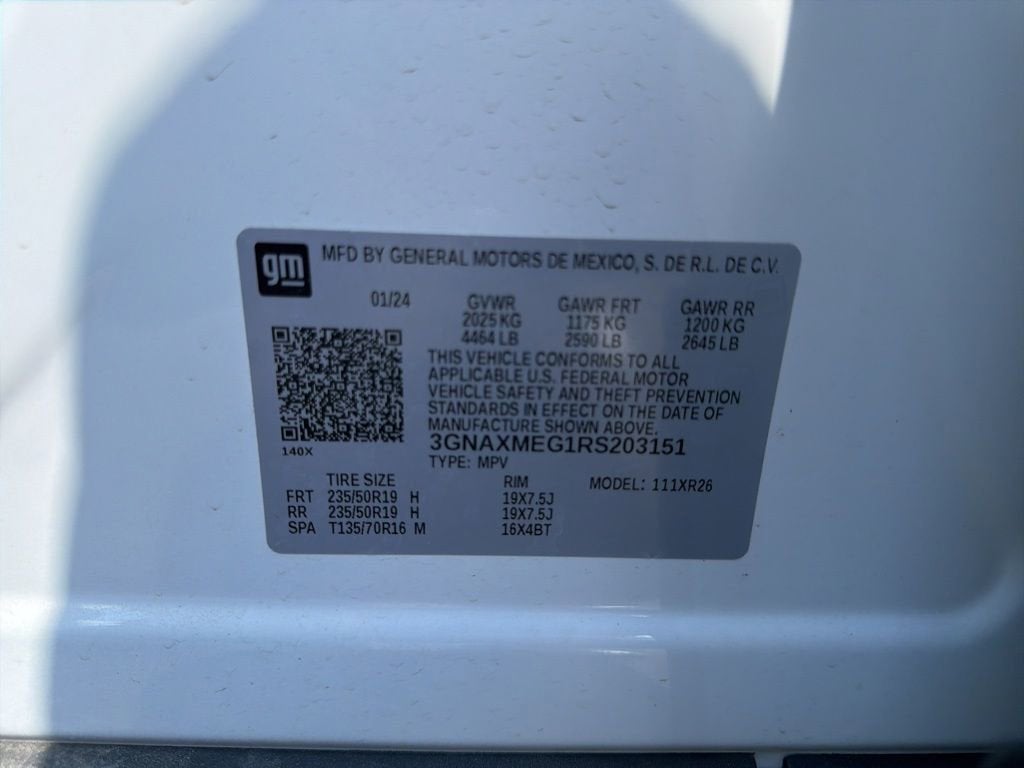 gm MFD BY GENERAL MOTORS DE MEXICO, S. DE R.L. DE C.V.
01/24 GVWR GAWR FRT GAWR RR
2025 KG 1175 KG 1200 KG
4464 LB 2590 LB 2645 LB
THIS VEHICLE CONFORMS TO ALL
APPLICABLE U.S. FEDERAL MOTOR
VEHICLE SAFETY AND THEFT PREVENTION
STANDARDS IN EFFECT ON THE DATE OF
MANUFACTURE SHOWN ABOVE.
3GNAXMEG1RS203151
140X
TYPE: MPV
TIRE SIZE RIM MODEL: 111XR26
FRT 235/50R19 H 19X7.5J
RR 235/50R19 H 19X7.5J
SPA T135/70R16 M 16X4BT